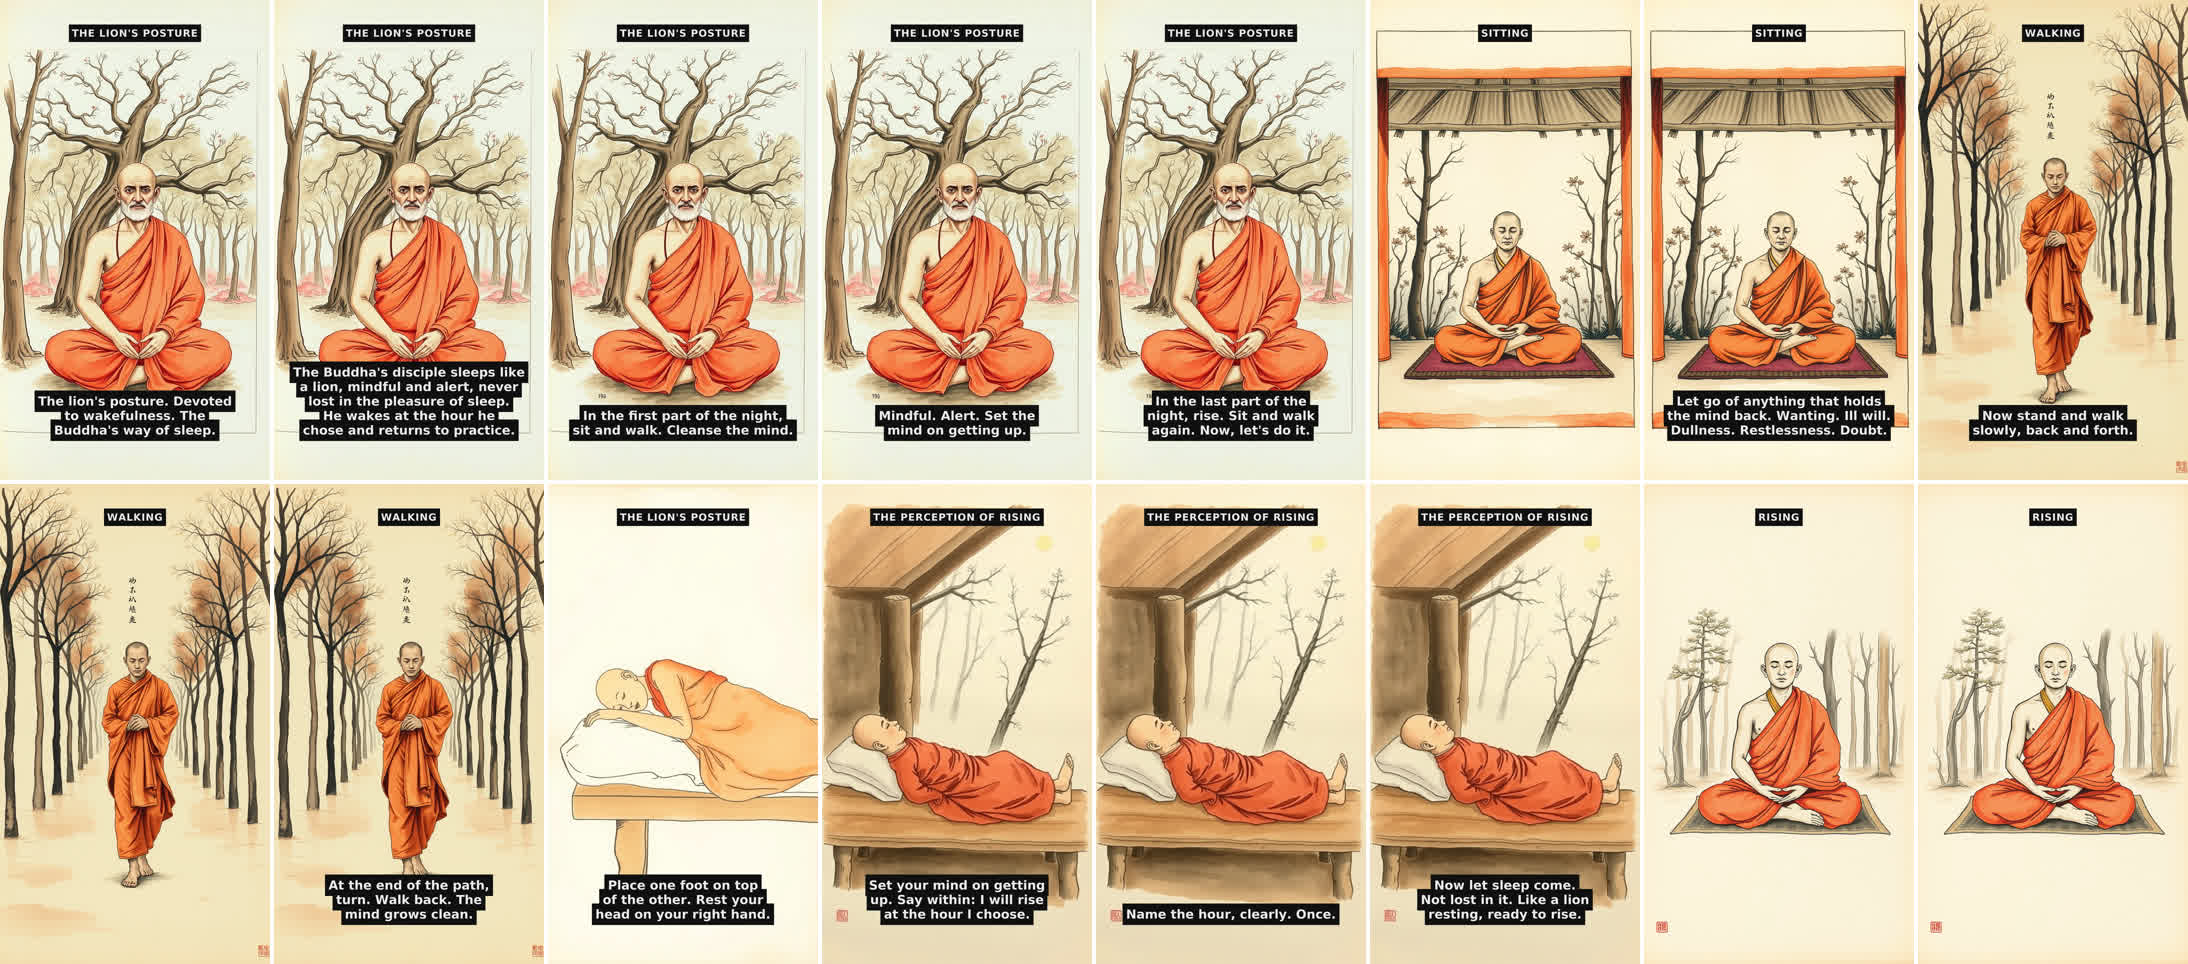 THE LION'S POSTURE
The lion's posture. Devoted
to wakefulness. The
Buddha's way of sleep.
THE LION'S POSTURE
The Buddha's disciple sleeps like
a lion, mindful and alert, never
lost in the pleasure of sleep.
He wakes at the hour he
chose and returns to practice.
THE LION'S POSTURE
In the first part of the night,
sit and walk. Cleanse the mind.
THE LION'S POSTURE
Mindful. Alert. Set the
mind on getting up.
THE LION'S POSTURE
In the last part of the
night, rise. Sit and walk
again. Now, let's do it.
SITTING
SITTING
Let go of anything that holds
the mind back. Wanting. Ill will.
Dullness. Restlessness. Doubt.
WALKING
Now stand and walk
slowly, back and forth.
WALKING
WALKING
At the end of the path,
turn. Walk back. The
mind grows clean.
THE LION'S POSTURE
Place one foot on top
of the other. Rest your
head on your right hand.
THE PERCEPTION OF RISING
Set your mind on getting
up. Say within: I will rise
at the hour I choose.
THE PERCEPTION OF RISING
Name the hour, clearly. Once.
THE PERCEPTION OF RISING
Now let sleep come.
Not lost in it. Like a lion
resting, ready to rise.
RISING
RISING